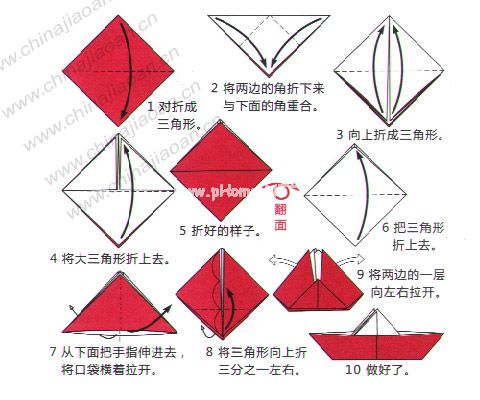 www.chinajiaoan.cn
www.chinajiaoan.cn
www.chinajiaoan.cn
1 对折成
三角形。
2 将两边的角折下来
与下面的角重合。
3 向上折成三角形。
4 将大三角形折上去。
5 折好的样子。
翻面
6 把三角形
折上去。
7 从下面把手指伸进去，
将口袋横着拉开。
8 将三角形向上折
三分之一左右。
9 将两边的一层
向左右拉开。
10 做好了。